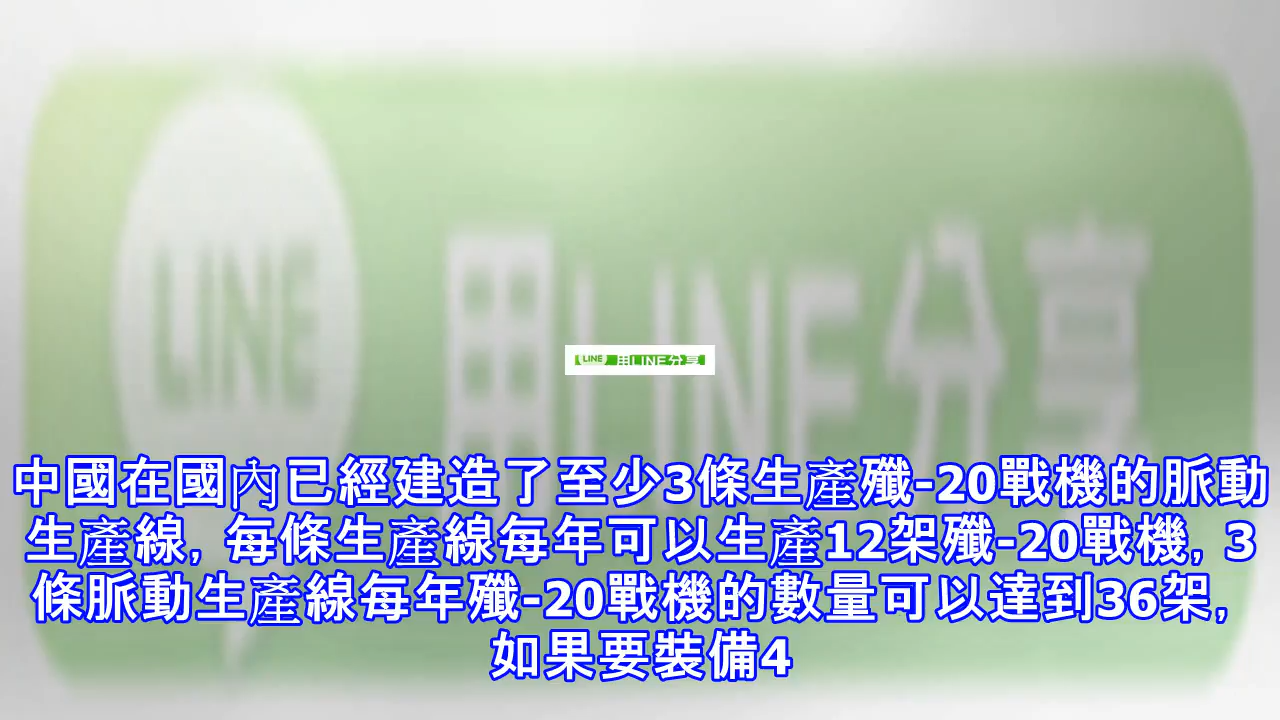 LINE 用LINE分享
LINE 用LINE分享
中國在國內已經建造了至少3條生產殲-20戰機的脈動
生產線, 每條生產線每年可以生產12架殲-20戰機, 3
條脈動生產線每年殲-20戰機的數量可以達到36架,
如果要裝備4